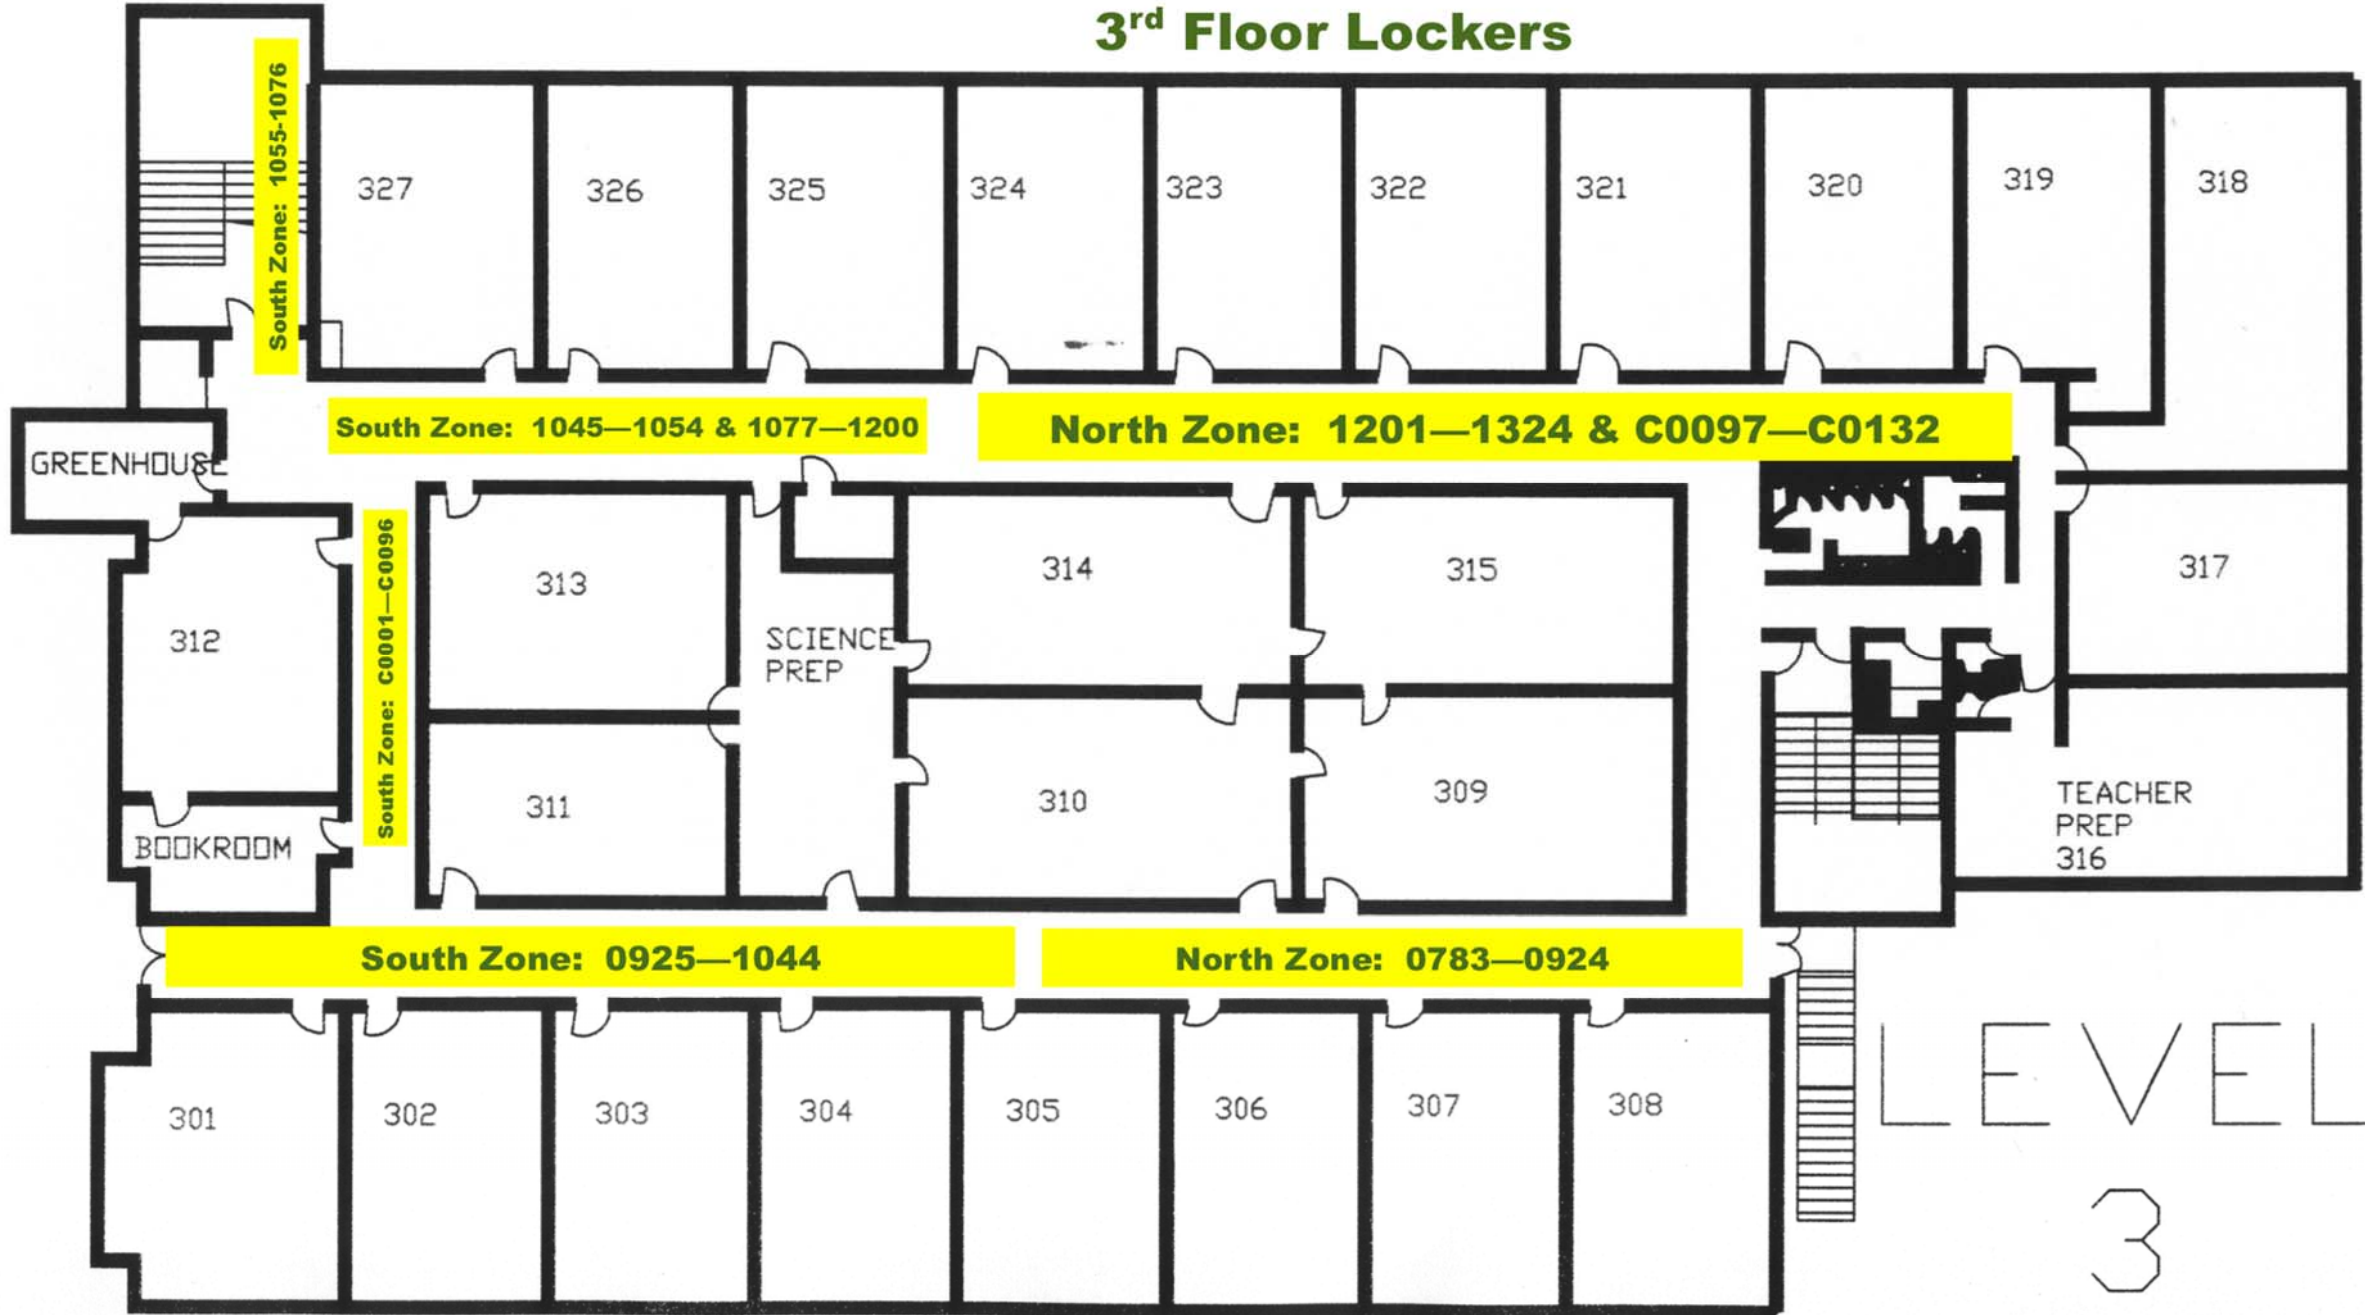 3rd Floor Lockers
South Zone: 1055-1076
327
326
325
324
323
322
321
320
319
318
South Zone: 1045—1054 & 1077—1200
North Zone: 1201—1324 & C0097—C0132
GREENHOUSE
South Zone: C0001—C0096
313
314
315
317
312
SCIENCE
PREP
311
310
309
TEACHER
PREP
316
BOOKROOM
South Zone: 0925—1044
North Zone: 0783—0924
301
302
303
304
305
306
307
308
LEVEL
3